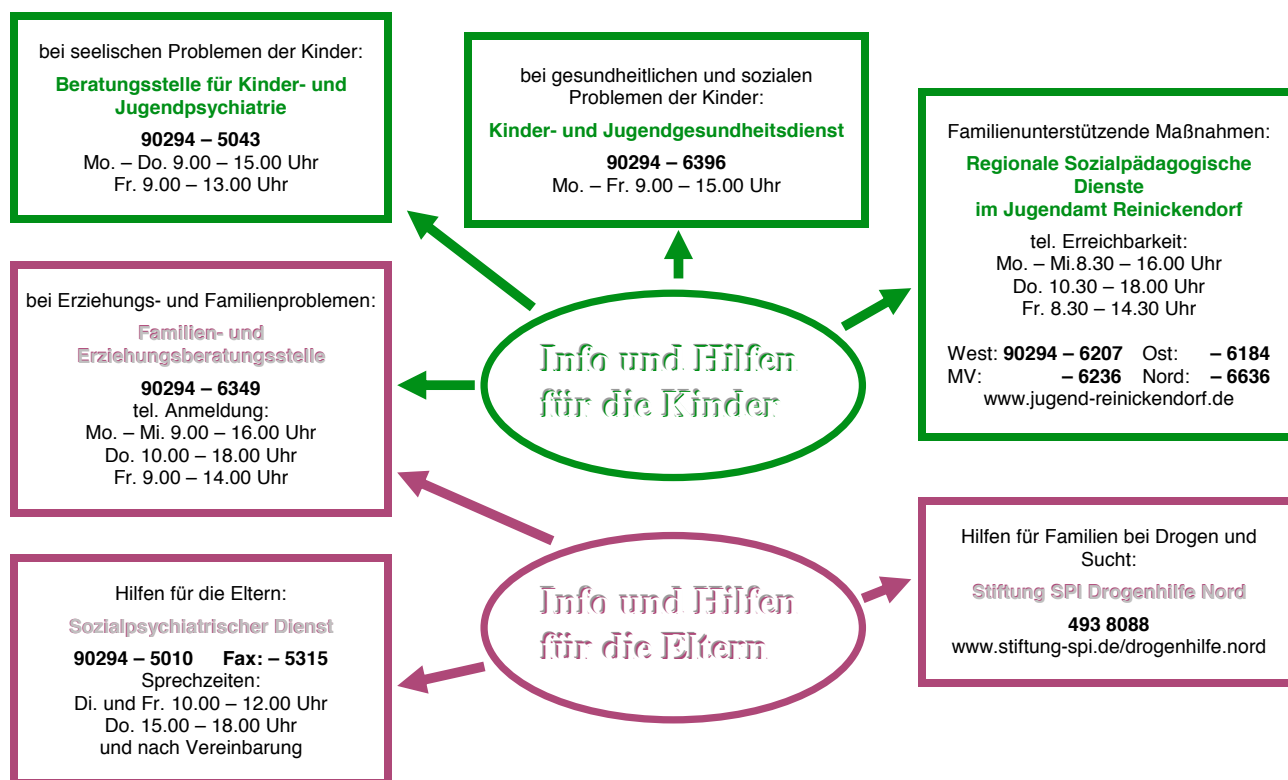 bei seelischen Problemen der Kinder:
Beratungsstelle für Kinder- und
Jugendpsychiatrie
90294 – 5043
Mo. – Do. 9.00 – 15.00 Uhr
Fr. 9.00 – 13.00 Uhr
bei gesundheitlichen und sozialen
Problemen der Kinder:
Kinder- und Jugendgesundheitsdienst
90294 – 6396
Mo. – Fr. 9.00 – 15.00 Uhr
Familienunterstützende Maßnahmen:
Regionale Sozialpädagogische
Dienste
im Jugendamt Reinickendorf
tel. Erreichbarkeit:
Mo. – Mi.8.30 – 16.00 Uhr
Do. 10.30 – 18.00 Uhr
Fr. 8.30 – 14.30 Uhr
West: 90294 – 6207 Ost: – 6184
MV: – 6236 Nord: – 6636
www.jugend-reinickendorf.de
bei Erziehungs- und Familienproblemen:
Familien- und
Erziehungsberatungsstelle
90294 – 6349
tel. Anmeldung:
Mo. – Mi. 9.00 – 16.00 Uhr
Do. 10.00 – 18.00 Uhr
Fr. 9.00 – 14.00 Uhr
Info und Hilfen
für die Kinder
Hilfen für die Eltern:
Sozialpsychiatrischer Dienst
90294 – 5010 Fax: – 5315
Sprechzeiten:
Di. und Fr. 10.00 – 12.00 Uhr
Do. 15.00 – 18.00 Uhr
und nach Vereinbarung
Info und Hilfen
für die Eltern
Hilfen für Familien bei Drogen und
Sucht:
Stiftung SPI Drogenhilfe Nord
493 8088
www.stiftung-spi.de/drogenhilfe.nord